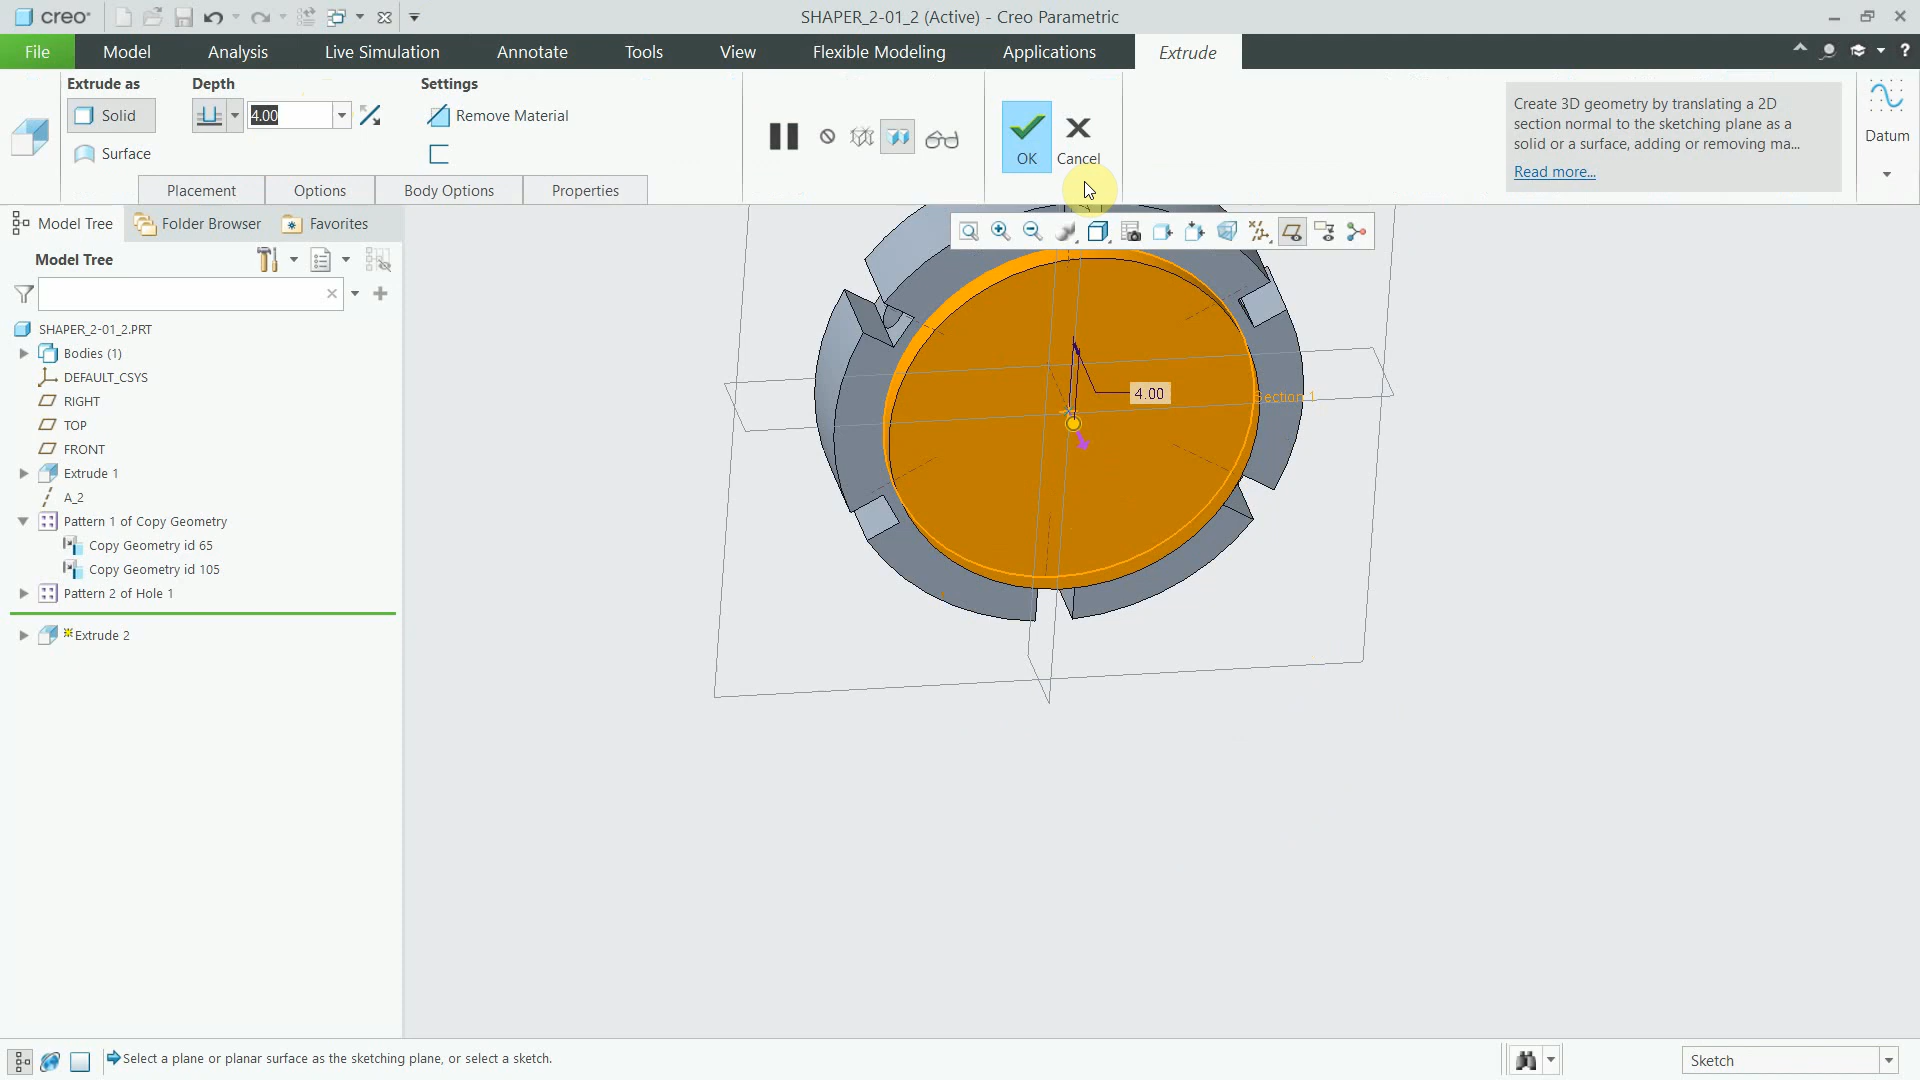 creo
SHAPER_2-01_2 (Active) - Creo Parametric
File
Model
Analysis
Live Simulation
Annotate
Tools
View
Flexible Modeling
Applications
Extrude
Extrude as
Depth
Settings
Solid
4.00
Remove Material
Surface
OK
Cancel
Create 3D geometry by translating a 2D
section normal to the sketching plane as a
solid or a surface, adding or removing ma...
Read more...
Datum
Placement
Options
Body Options
Properties
Model Tree
Folder Browser
Favorites
Model Tree
SHAPER_2-01_2.PRT
Bodies (1)
DEFAULT_CSYS
RIGHT
TOP
FRONT
Extrude 1
A_2
Pattern 1 of Copy Geometry
Copy Geometry id 65
Copy Geometry id 105
Pattern 2 of Hole 1
Extrude 2
4.00
Section 1
Select a plane or planar surface as the sketching plane, or select a sketch.
Sketch